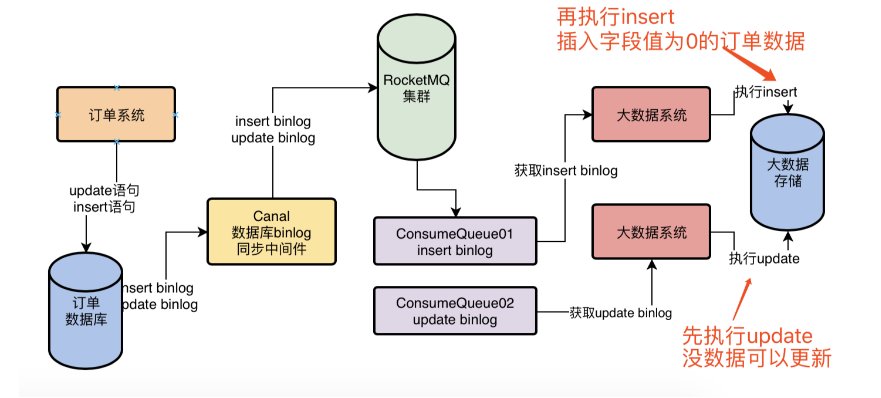 再执行insert
插入字段值为0的订单数据
RocketMQ
集群
执行insert
订单系统
大数据系统
insert binlog
update binlog
大数据
存储
获取insert binlog
update语句
insert语句
Canal
数据库binlog
同步中间件
ConsumeQueue01
insert binlog
大数据系统
执行update
nsert binlog
pdate binlog
订单
数据库
ConsumeQueue02
update binlog
获取update binlog
先执行update
没数据可以更新